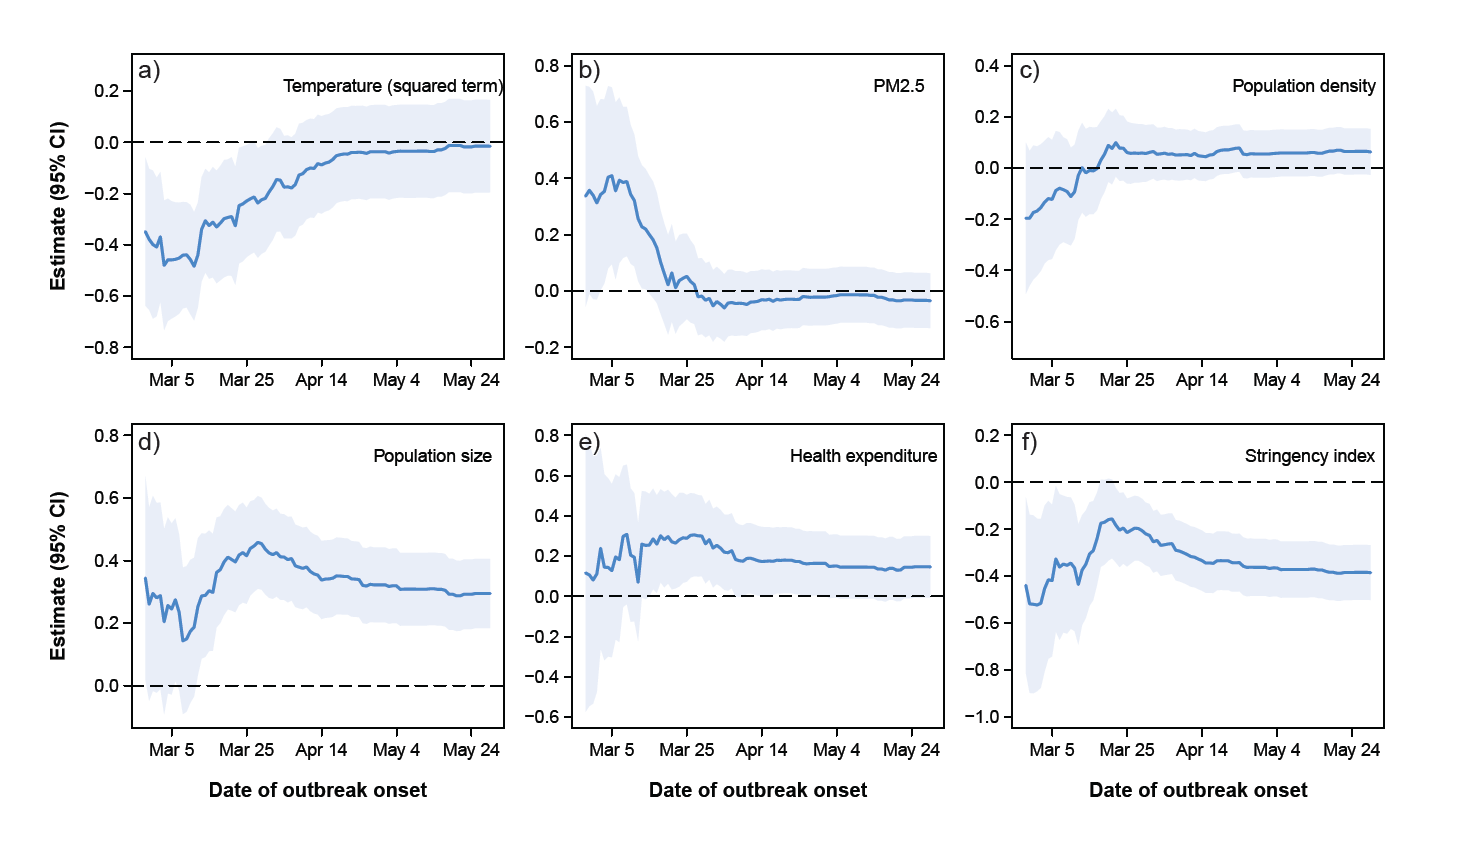 a)
Temperature (squared term)
0.2
0.0
−0.2
−0.4
−0.6
−0.8
Estimate (95% CI)
Mar 5 Mar 25 Apr 14 May 4 May 24
b)
PM2.5
0.8
0.6
0.4
0.2
0.0
−0.2
Mar 5 Mar 25 Apr 14 May 4 May 24
c)
Population density
0.4
0.2
0.0
−0.2
−0.4
−0.6
Mar 5 Mar 25 Apr 14 May 4 May 24
d)
Population size
0.8
0.6
0.4
0.2
0.0
Estimate (95% CI)
Mar 5 Mar 25 Apr 14 May 4 May 24
Date of outbreak onset
e)
Health expenditure
0.8
0.6
0.4
0.2
0.0
−0.2
−0.4
−0.6
Mar 5 Mar 25 Apr 14 May 4 May 24
Date of outbreak onset
f)
Stringency index
0.2
0.0
−0.2
−0.4
−0.6
−0.8
−1.0
Mar 5 Mar 25 Apr 14 May 4 May 24
Date of outbreak onset